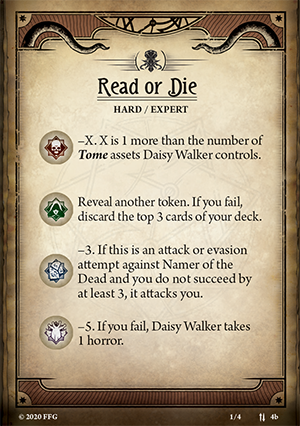 Read or Die
HARD / EXPERT
–X. X is 1 more than the number of
Tome assets Daisy Walker controls.
Reveal another token. If you fail,
discard the top 3 cards of your deck.
–3. If this is an attack or evasion
attempt against Namer of the
Dead and you do not succeed by
at least 3, it attacks you.
–5. If you fail, Daisy Walker takes
1 horror.
© 2020 FFG
1/4
4b